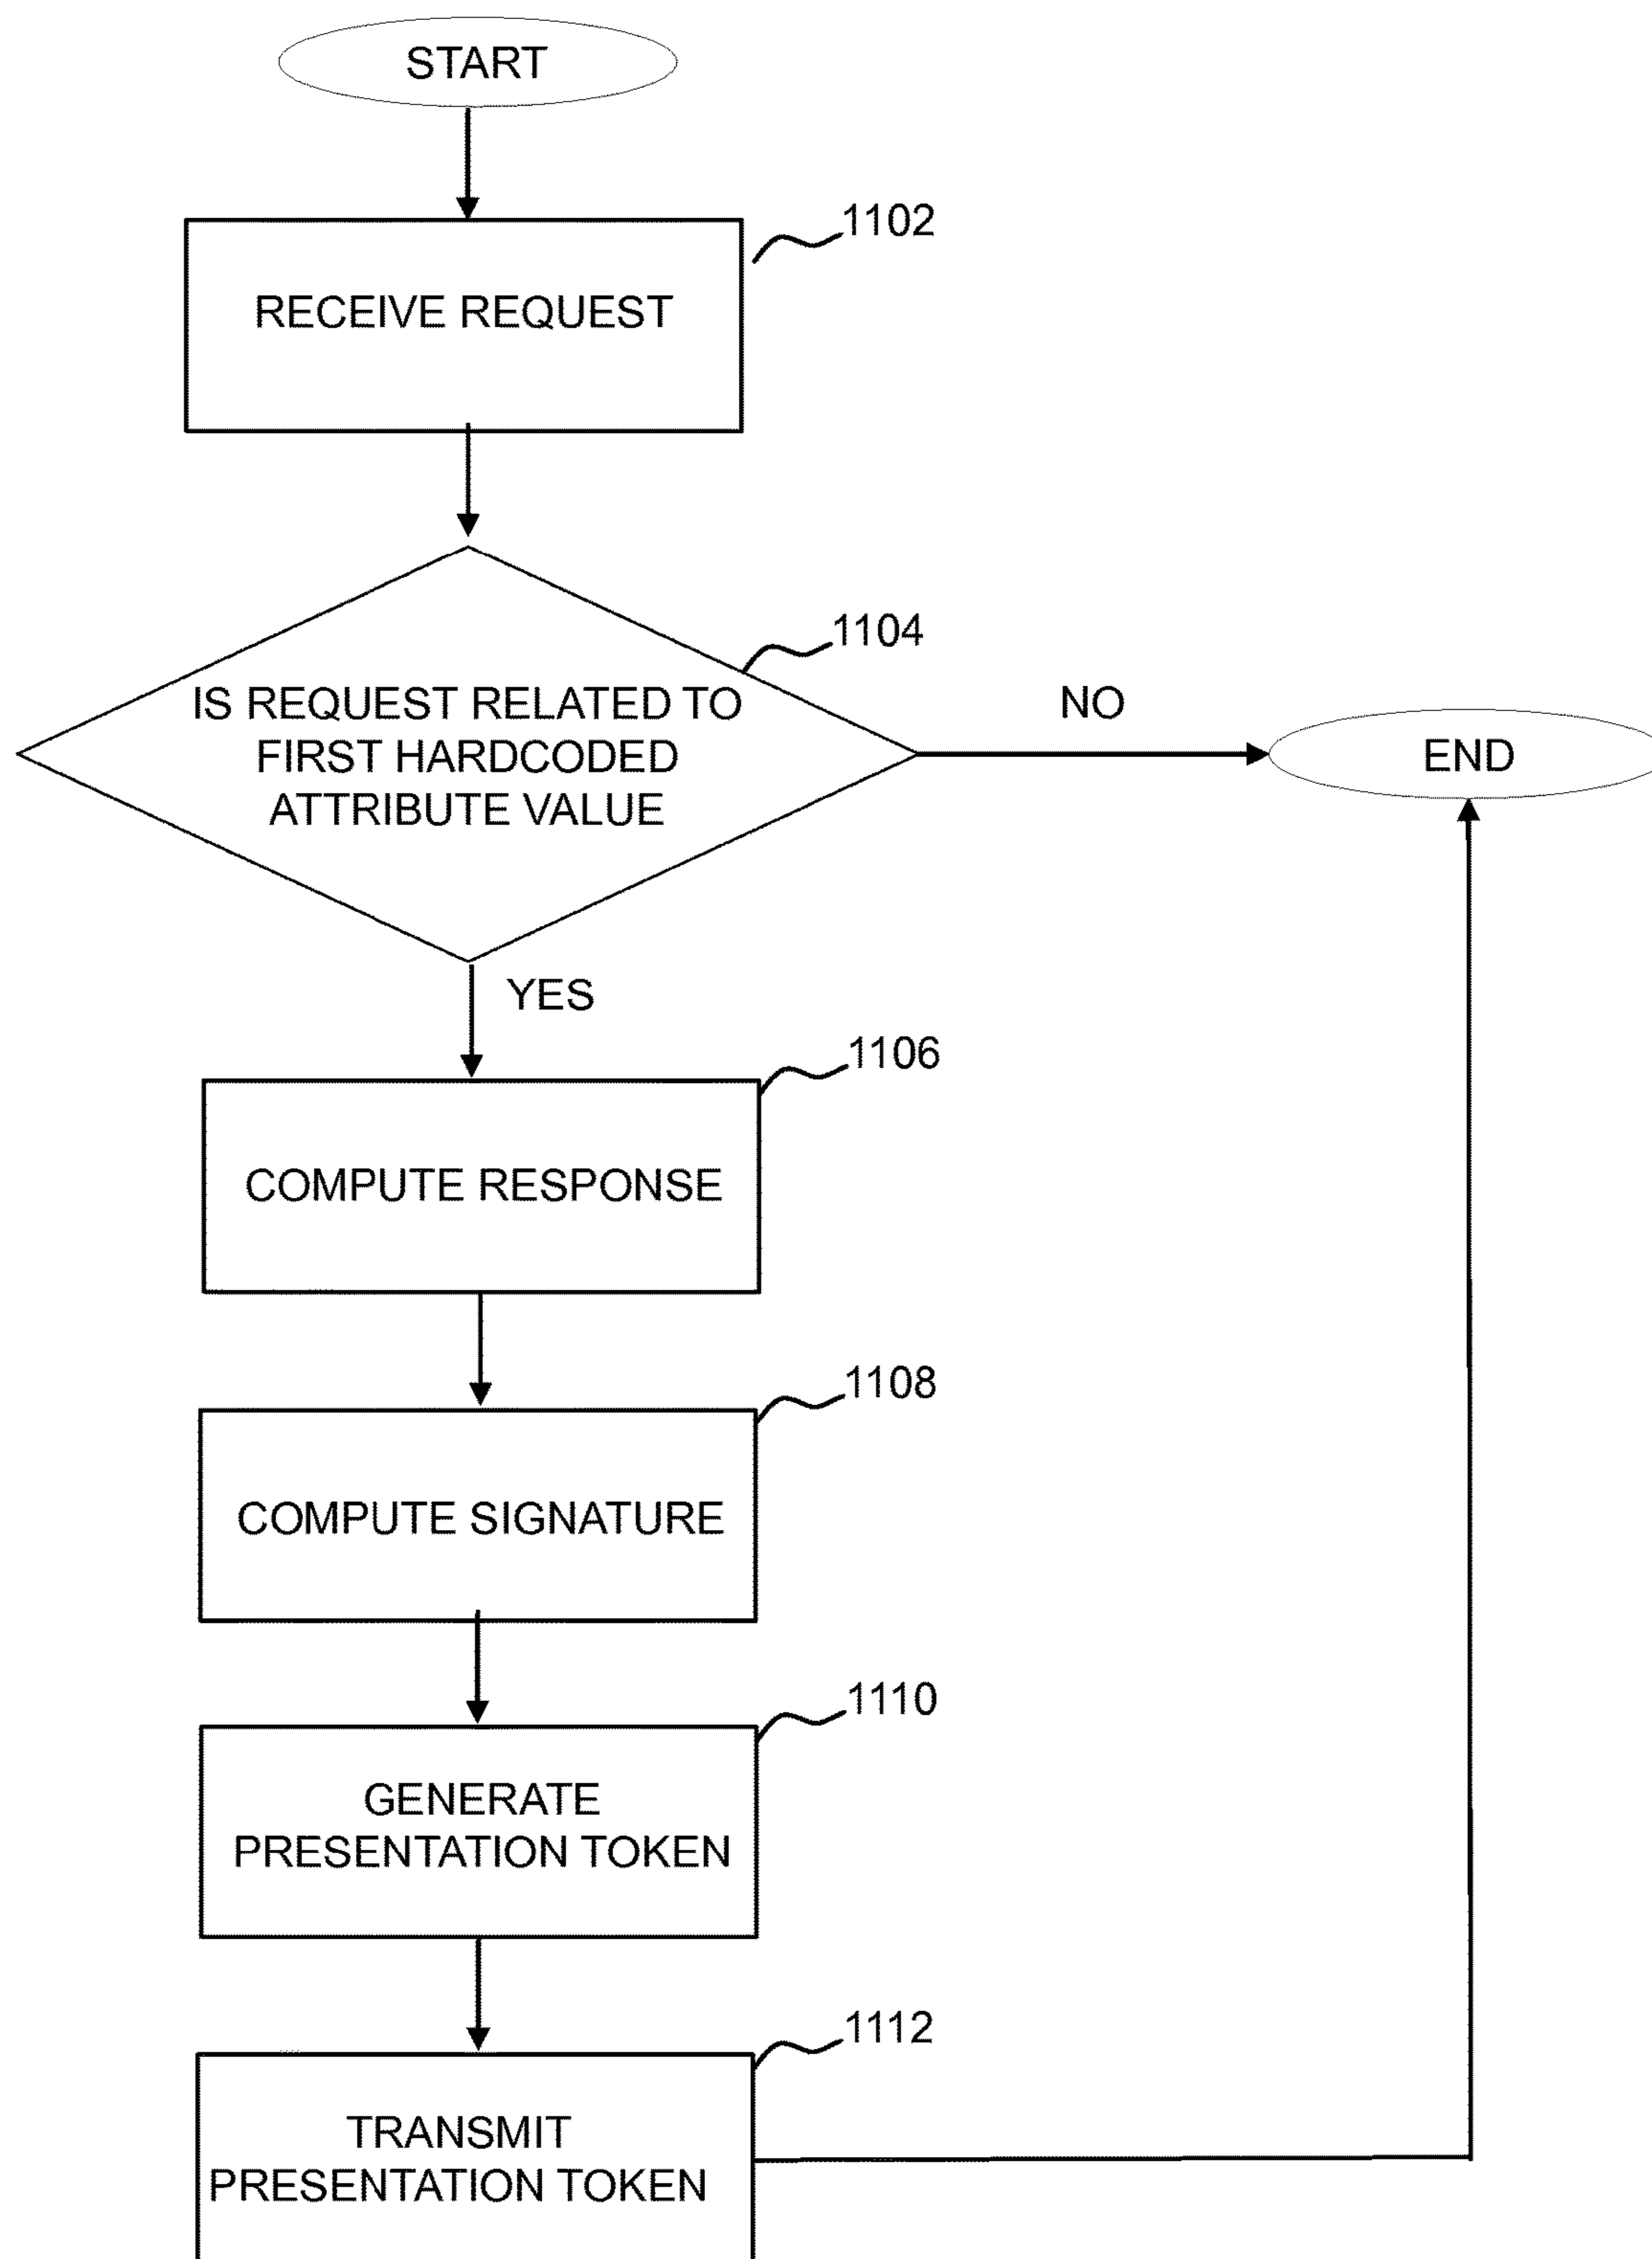 START
1102
RECEIVE REQUEST
1104
IS REQUEST RELATED TO
FIRST HARDCODED
ATTRIBUTE VALUE
NO
END
YES
1106
COMPUTE RESPONSE
1108
COMPUTE SIGNATURE
1110
GENERATE
PRESENTATION TOKEN
1112
TRANSMIT
PRESENTATION TOKEN